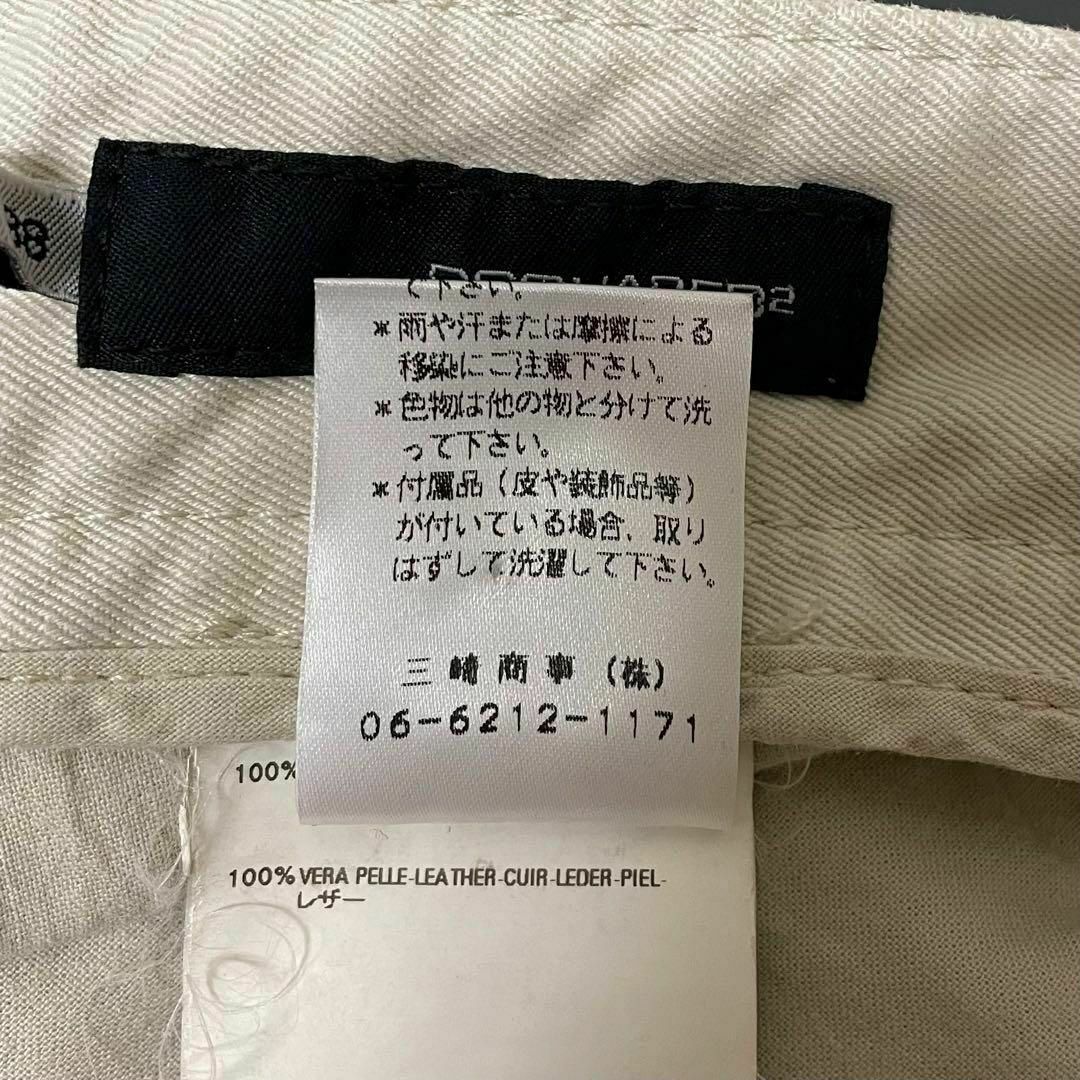 て下さい。
*雨や汗または摩擦による
移染にご注意下さい。
*色物は他の物と分けて洗
って下さい。
*付属品(皮や装飾品等)
が付いている場合、取り
はずして洗濯して下さい。
三崎商事(株)
06-6212-1171
100%
100% VERA PELLE-LEATHER-CUIR-LEDER-PIEL-
レザー